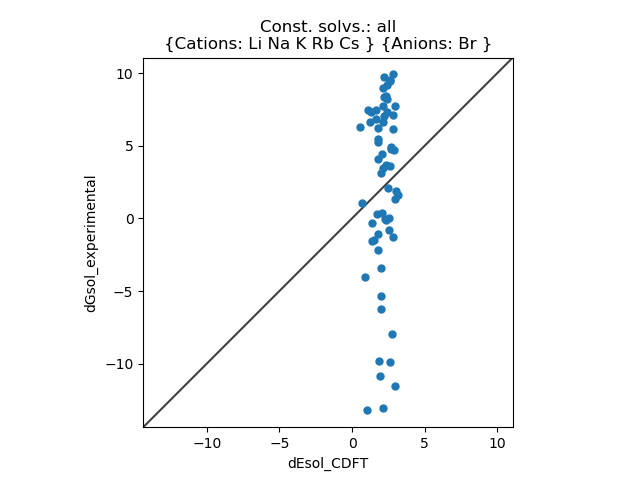 Const. solvs.: all
{Cations: Li Na K Rb Cs } {Anions: Br }
10
5
0
−5
−10
dGsol_experimental
−10
−5
0
5
10
dEsol_CDFT